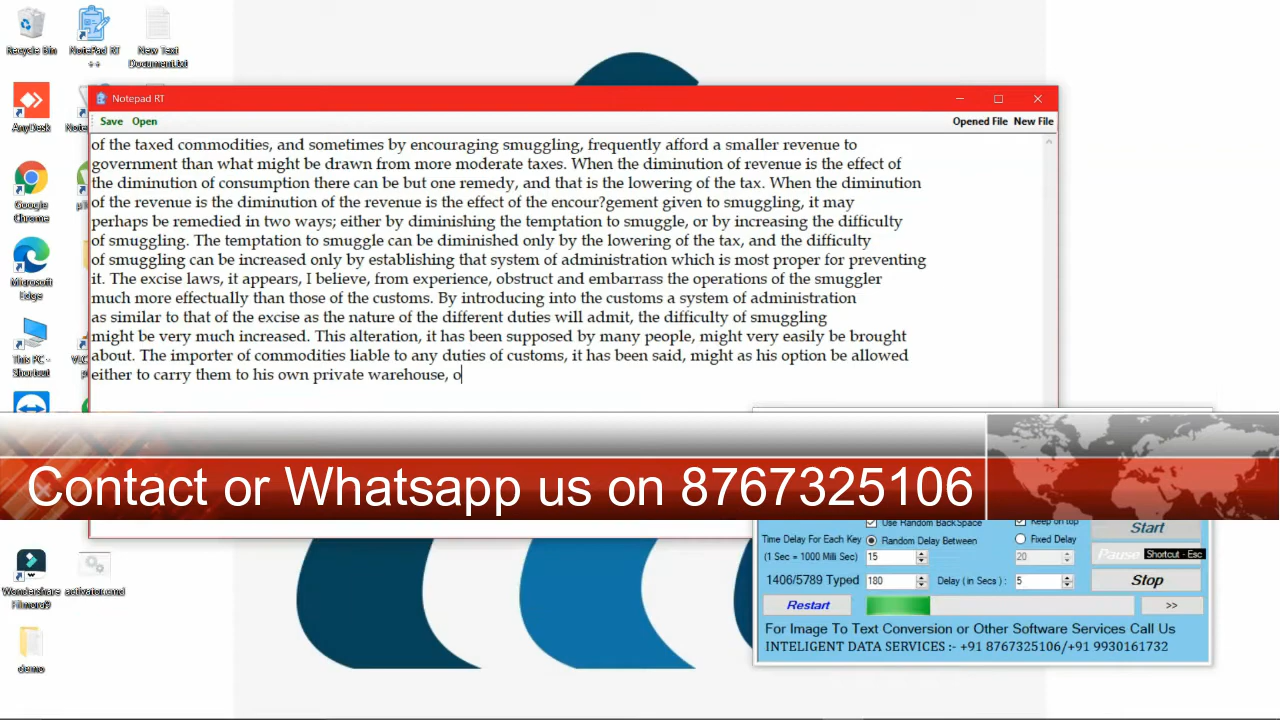 Recycle Bin
NotePad RT ++
New Text Document.txt
AnyDesk
Google Chrome
Microsoft Edge
This PC - Shortcut
Wondershare Filmora9
activator.cmd
demo
Notepad RT
Save Open Opened File New File
of the taxed commodities, and sometimes by encouraging smuggling, frequently afford a smaller revenue to
government than what might be drawn from more moderate taxes. When the diminution of revenue is the effect of
the diminution of consumption there can be but one remedy, and that is the lowering of the tax. When the diminution
of the revenue is the diminution of the revenue is the effect of the encour?gement given to smuggling, it may
perhaps be remedied in two ways; either by diminishing the temptation to smuggle, or by increasing the difficulty
of smuggling. The temptation to smuggle can be diminished only by the lowering of the tax, and the difficulty
of smuggling can be increased only by establishing that system of administration which is most proper for preventing
it. The excise laws, it appears, I believe, from experience, obstruct and embarrass the operations of the smuggler
much more effectually than those of the customs. By introducing into the customs a system of administration
as similar to that of the excise as the nature of the different duties will admit, the difficulty of smuggling
might be very much increased. This alteration, it has been supposed by many people, might very easily be brought
about. The importer of commodities liable to any duties of customs, it has been said, might as his option be allowed
either to carry them to his own private warehouse, o
Contact or Whatsapp us on 8767325106
Use Random BackSpace Keep on top Start
Time Delay For Each Key Random Delay Between Fixed Delay
(1 Sec = 1000 Milli Sec) 15 20 Pause Shortcut - Esc
1406/5789 Typed 180 Delay ( in Secs ) : 5 Stop
Restart >>
For Image To Text Conversion or Other Software Services Call Us
INTELIGENT DATA SERVICES :- +91 8767325106/+91 9930161732